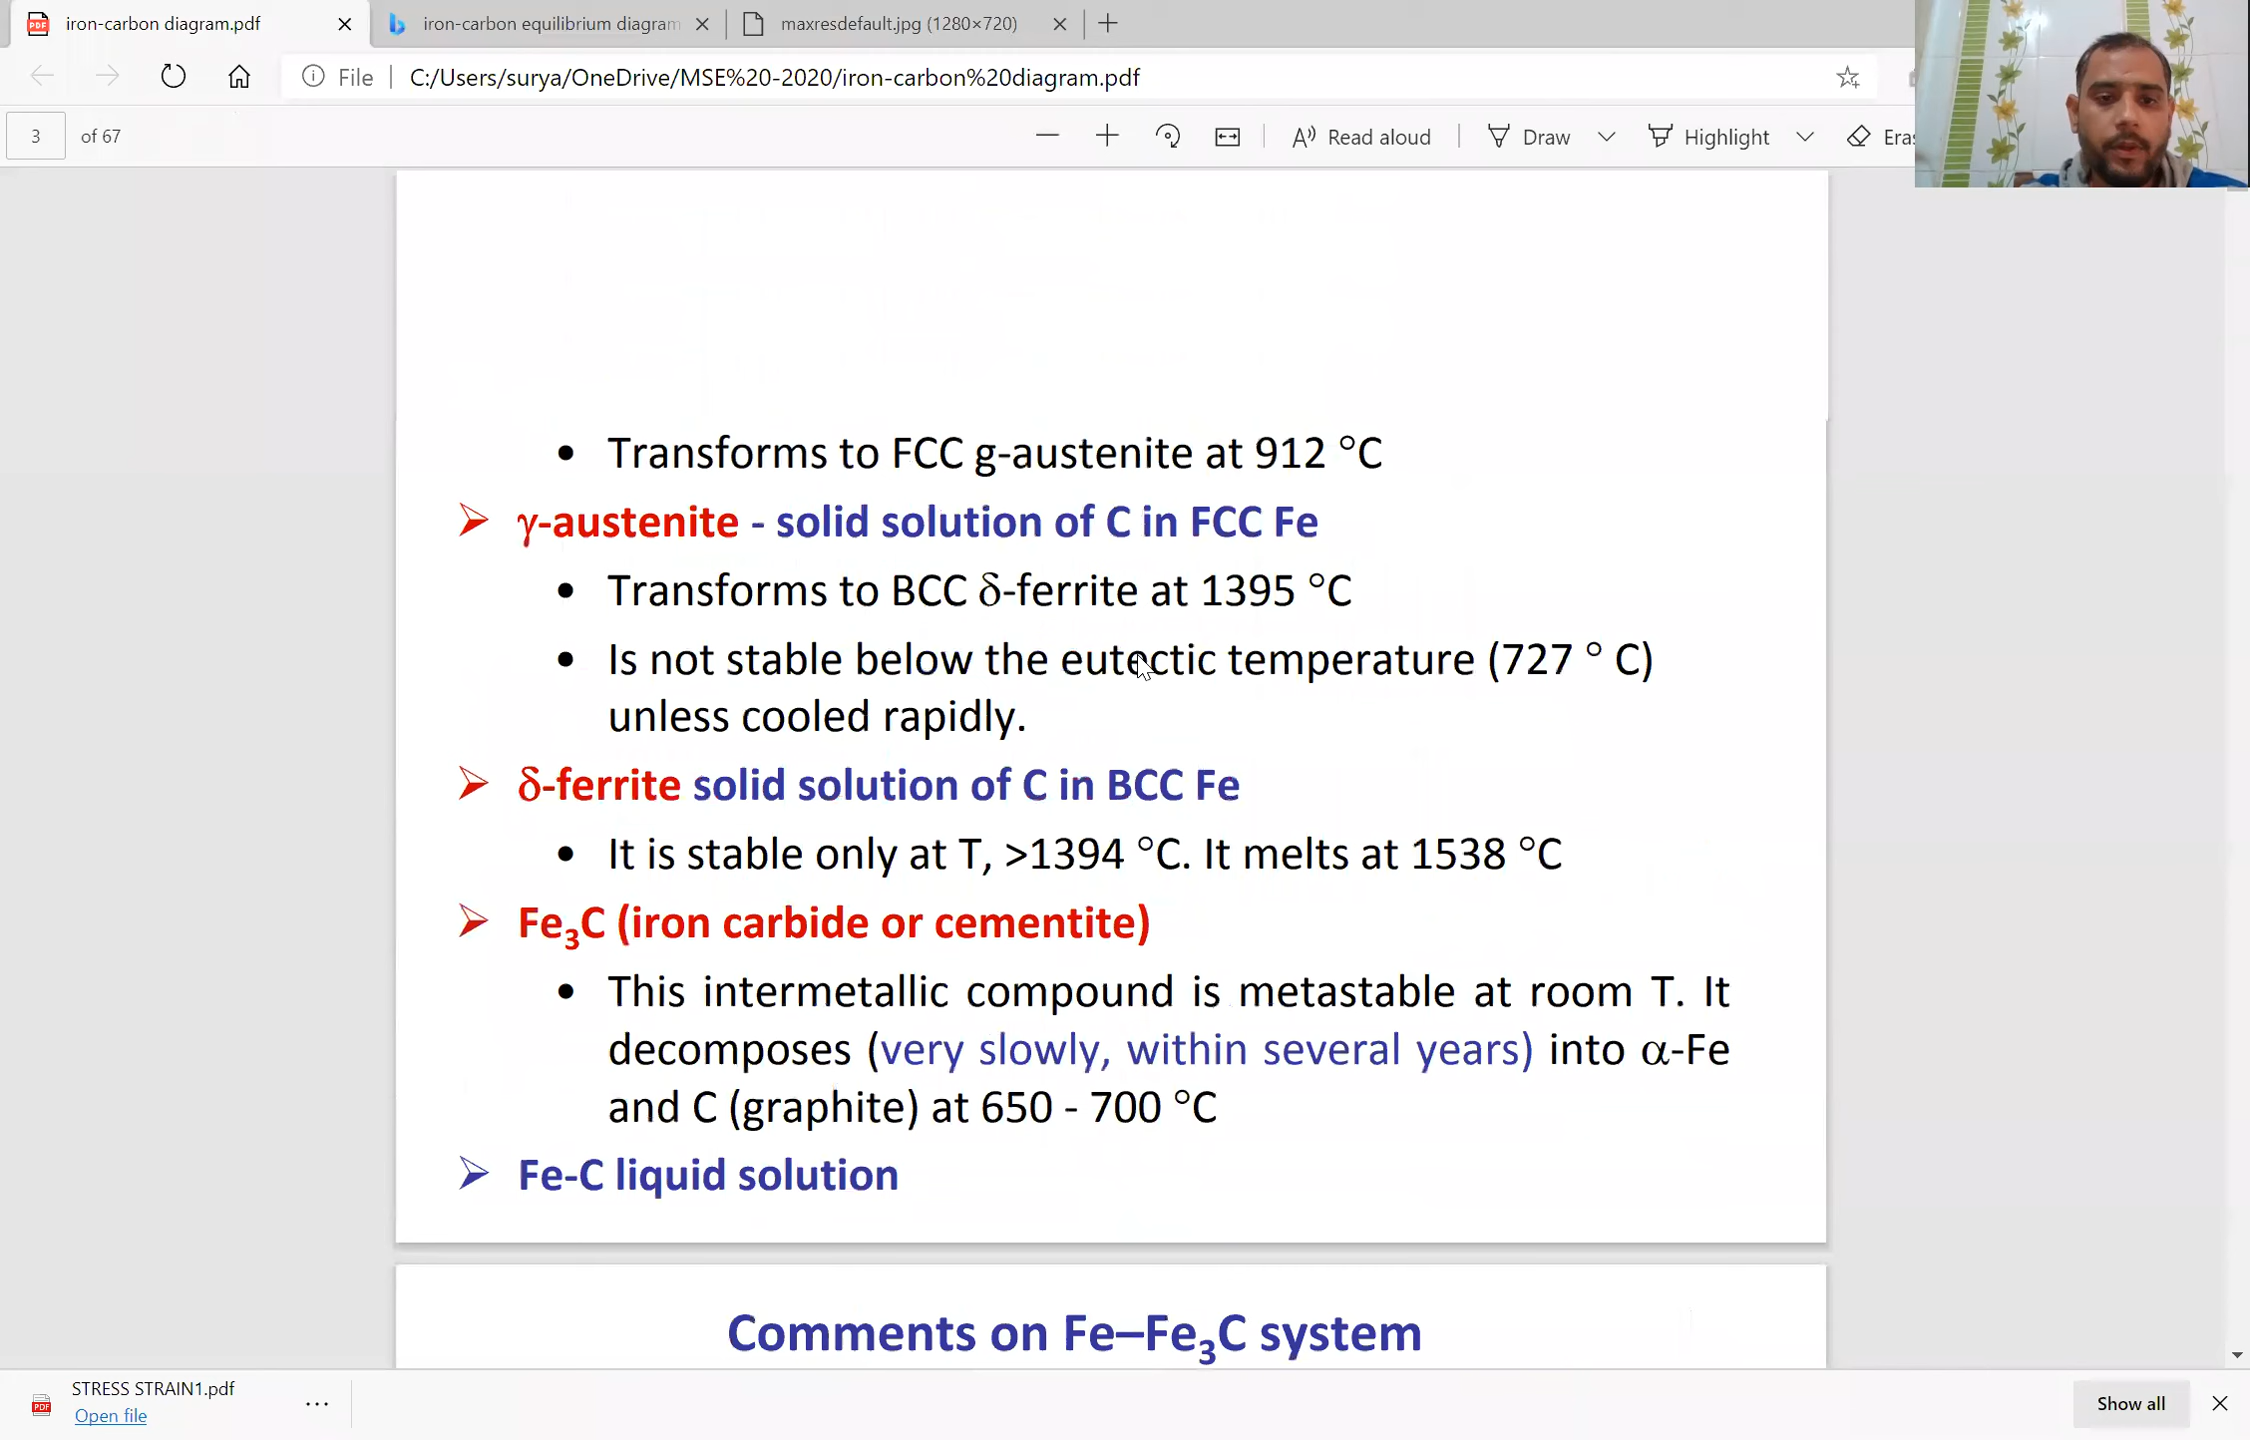 iron-carbon diagram.pdf
iron-carbon equilibrium diagram
maxresdefault.jpg (1280×720)
File
C:/Users/surya/OneDrive/MSE%20-2020/iron-carbon%20diagram.pdf
3 of 67
Read aloud
Draw
Highlight
Eras
• Transforms to FCC g-austenite at 912 °C
➢ γ-austenite - solid solution of C in FCC Fe
• Transforms to BCC δ-ferrite at 1395 °C
• Is not stable below the eutectic temperature (727 ° C)
unless cooled rapidly.
➢ δ-ferrite solid solution of C in BCC Fe
• It is stable only at T, >1394 °C. It melts at 1538 °C
➢ Fe₃C (iron carbide or cementite)
• This intermetallic compound is metastable at room T. It
decomposes (very slowly, within several years) into α-Fe
and C (graphite) at 650 - 700 °C
➢ Fe-C liquid solution
Comments on Fe–Fe₃C system
STRESS STRAIN1.pdf
Open file
Show all